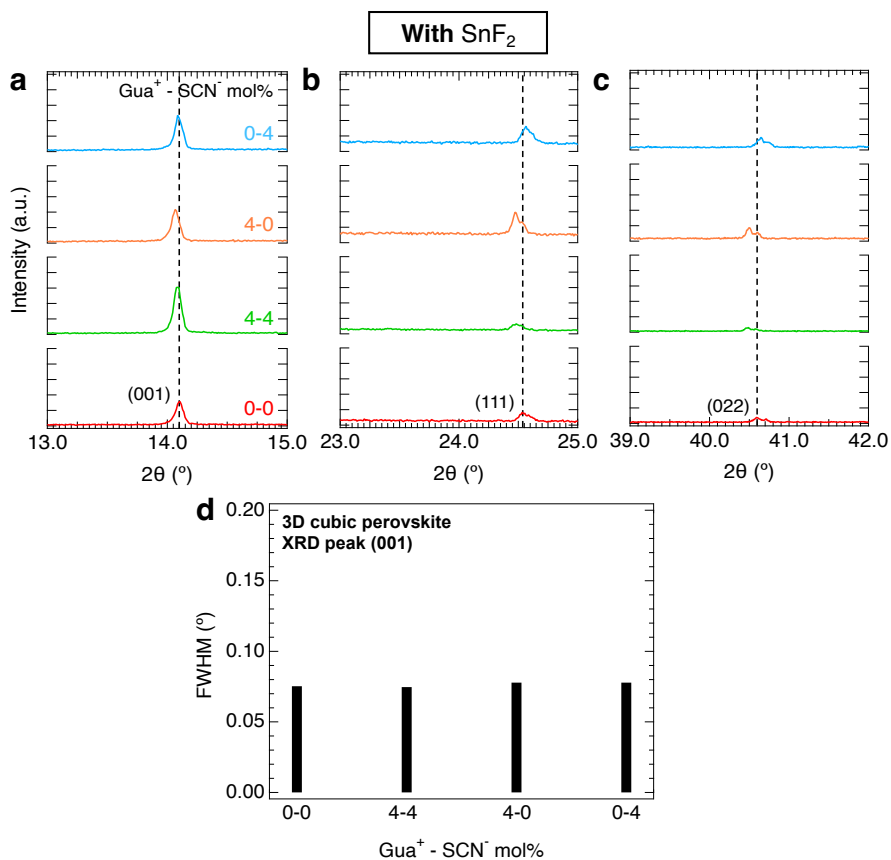 With SnF₂
a
Gua⁺ - SCN⁻ mol%
0-4
4-0
4-4
0-0
(001)
Intensity (a.u.)
13.0 14.0 15.0
2θ (º)
b
(111)
23.0 24.0 25.0
2θ (º)
c
(022)
39.0 40.0 41.0 42.0
2θ (º)
d
3D cubic perovskite
XRD peak (001)
FWHM (º)
0.20
0.15
0.10
0.05
0.00
0-0 4-4 4-0 0-4
Gua⁺ - SCN⁻ mol%